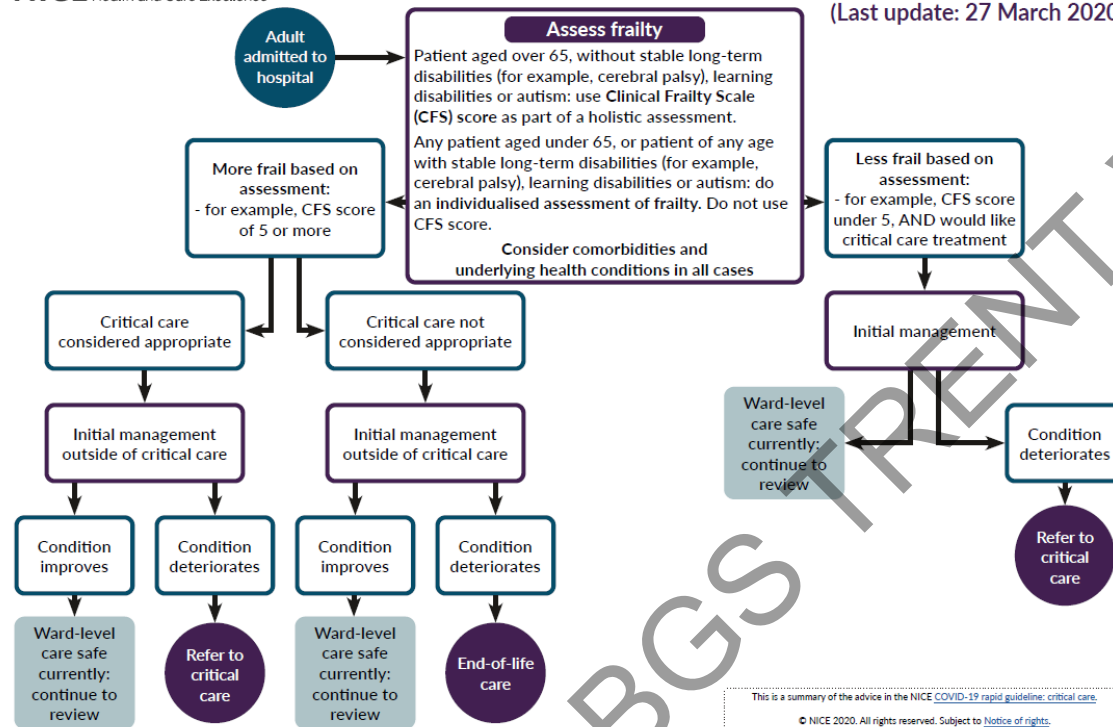 Health and Care Excellence
(Last update: 27 March 2020
Adult
admitted to
hospital
Assess frailty
Patient aged over 65, without stable long-term
disabilities (for example, cerebral palsy), learning
disabilities or autism: use Clinical Frailty Scale
(CFS) score as part of a holistic assessment.
Any patient aged under 65, or patient of any age
with stable long-term disabilities (for example,
cerebral palsy), learning disabilities or autism: do
an individualised assessment of frailty. Do not use
CFS score.
Consider comorbidities and
underlying health conditions in all cases
More frail based on
assessment:
- for example, CFS score
of 5 or more
Less frail based on
assessment:
- for example, CFS score
under 5, AND would like
critical care treatment
Critical care
considered appropriate
Critical care not
considered appropriate
Initial management
Initial management
outside of critical care
Initial management
outside of critical care
Ward-level
care safe
currently:
continue to
review
Condition
deteriorates
Condition
improves
Condition
deteriorates
Condition
improves
Condition
deteriorates
Refer to
critical
care
Ward-level
care safe
currently:
continue to
review
Refer to
critical
care
Ward-level
care safe
currently:
continue to
review
End-of-life
care
This is a summary of the advice in the NICE COVID-19 rapid guideline: critical care.
© NICE 2020. All rights reserved. Subject to Notice of rights.
BGS TRENT